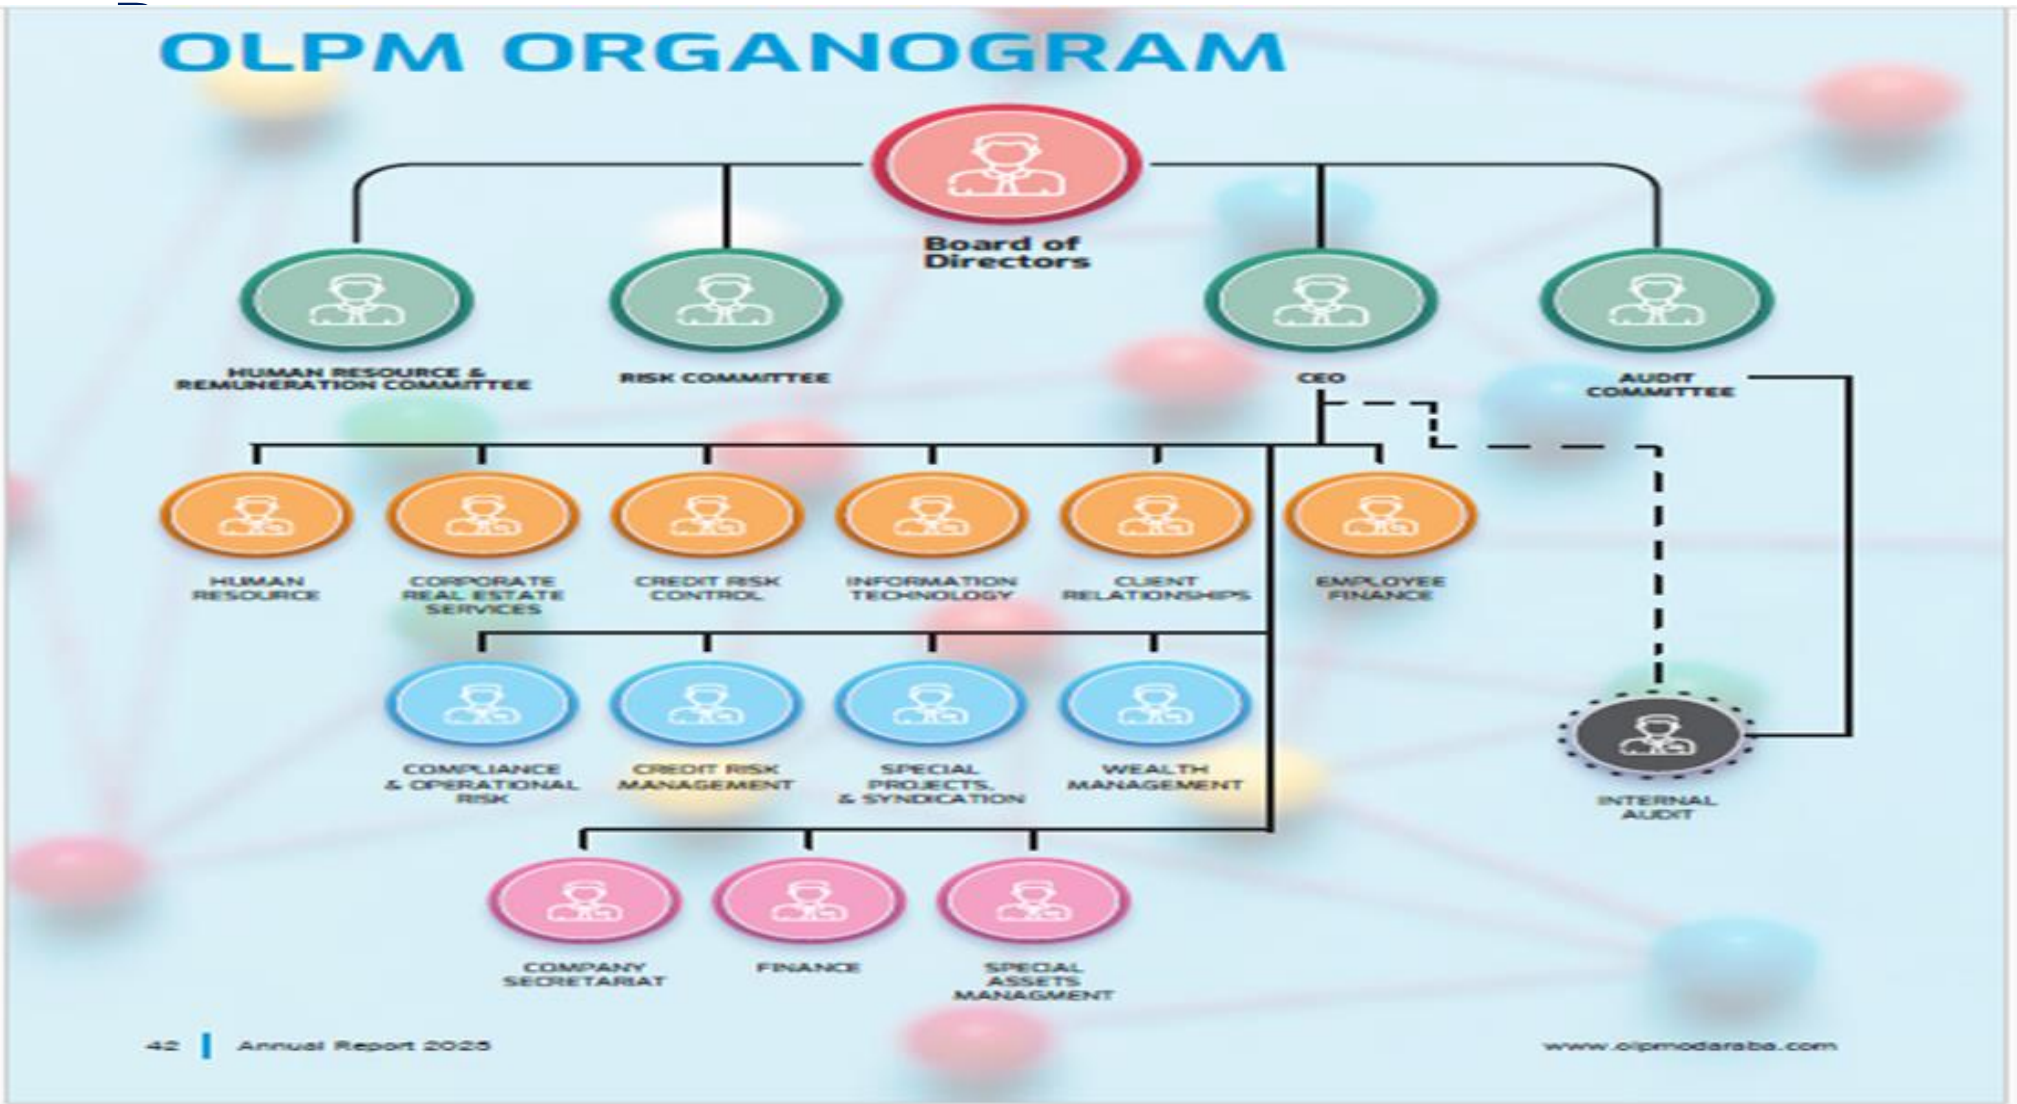 OLPM ORGANOGRAM
Board of
Directors
HUMAN RESOURCE &
REMUNERATION COMMITTEE
RISK COMMITTEE
CEO
AUDIT
COMMITTEE
HUMAN
RESOURCE
CORPORATE
REAL ESTATE
SERVICES
CREDIT RISK
CONTROL
INFORMATION
TECHNOLOGY
CLIENT
RELATIONSHIPS
EMPLOYEE
FINANCE
COMPLIANCE
& OPERATIONAL
RISK
CREDIT RISK
MANAGEMENT
SPECIAL
PROJECTS,
& SYNDICATION
WEALTH
MANAGEMENT
INTERNAL
AUDIT
COMPANY
SECRETARIAT
FINANCE
SPECIAL
ASSETS
MANAGMENT
42 | Annual Report 2025
www.olpmodaraba.com